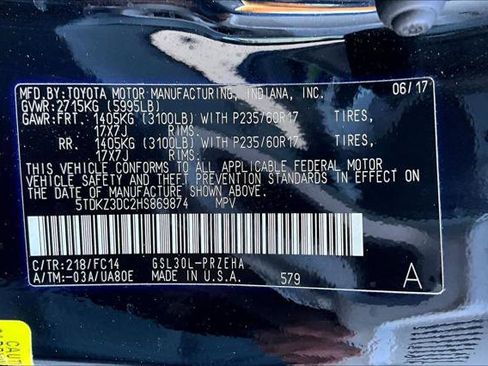 MFD.BY:TOYOTA MOTOR MANUFACTURING, INDIANA, INC. 06/17
GVWR:2715KG (5995LB)
GAWR:FRT. 1405KG (3100LB) WITH P235/60R17 TIRES,
17X7J RIMS.
RR. 1405KG (3100LB) WITH P235/60R17 TIRES,
17X7J RIMS.
THIS VEHICLE CONFORMS TO ALL APPLICABLE FEDERAL MOTOR
VEHICLE SAFETY AND THEFT PREVENTION STANDARDS IN EFFECT
ON THE DATE OF MANUFACTURE SHOWN ABOVE.
5TDKZ3DC2HS869874 MPV
C/TR:218/FC14 GSL30L-PRZEHA
A/TM:-03A/UA80E MADE IN U.S.A. 579 A
CAUT